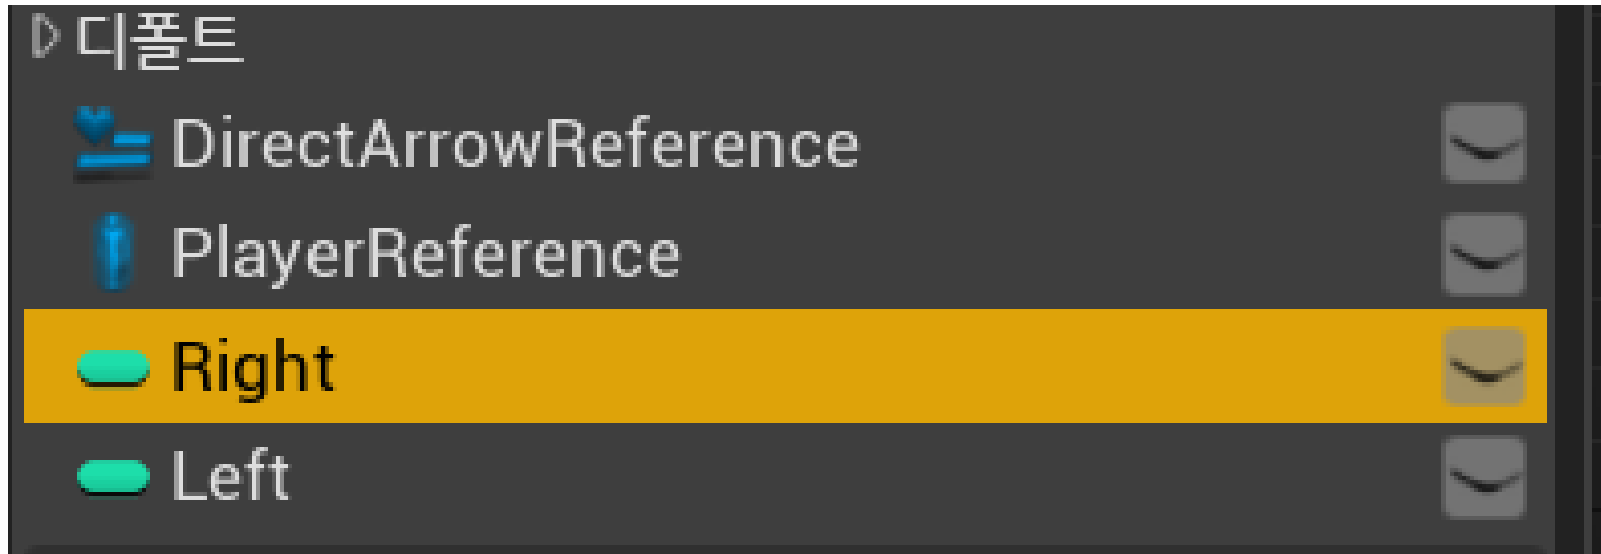 디폴트
DirectArrowReference
PlayerReference
Right
Left